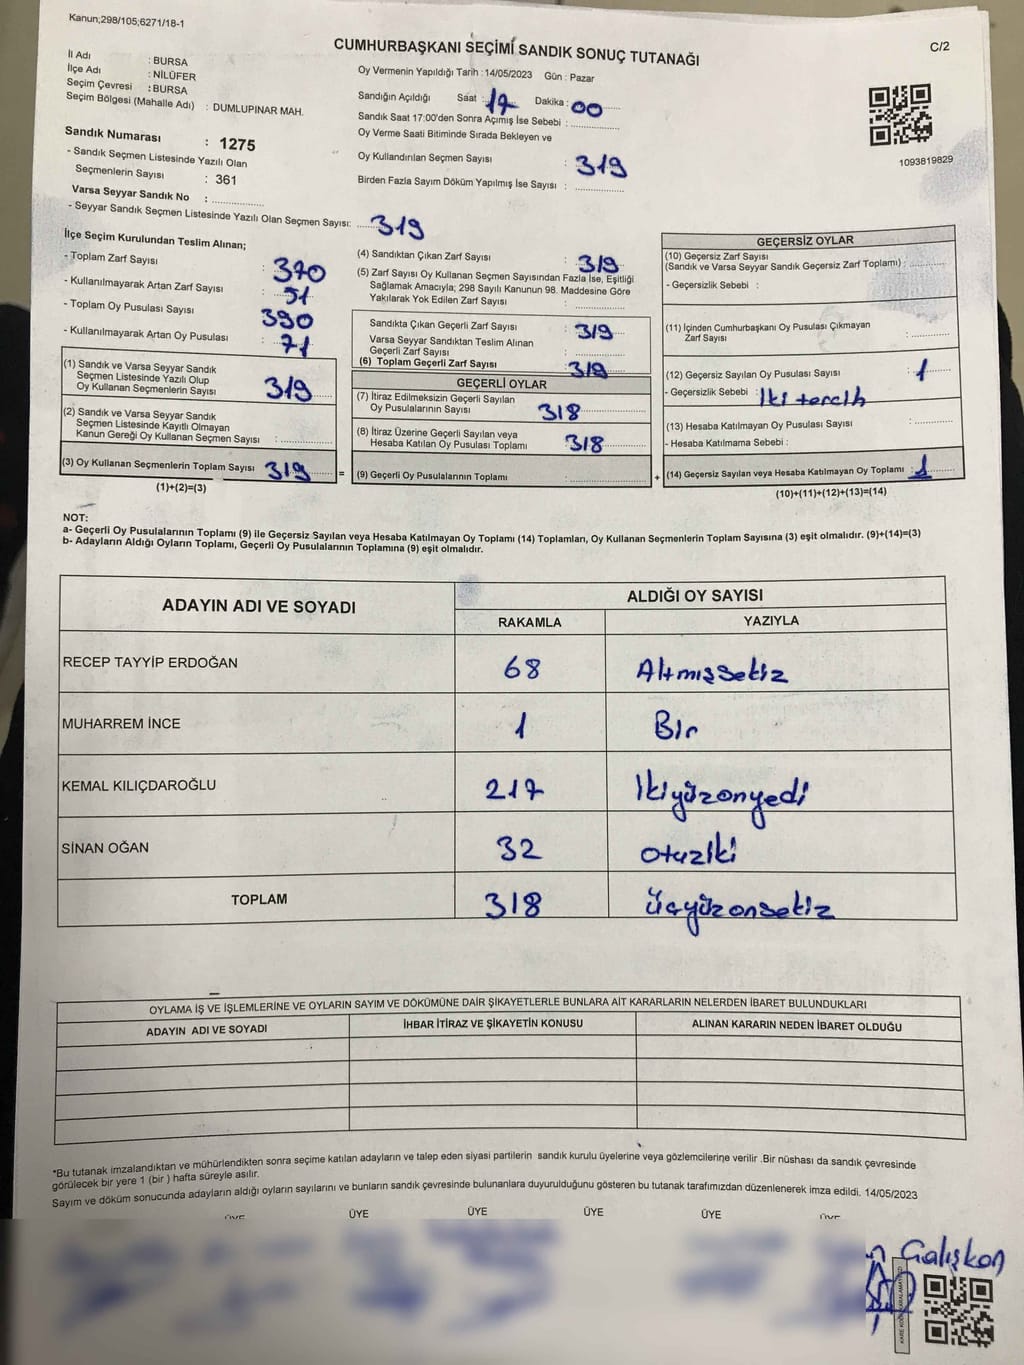 Kanun;298/105;6271/18-1
CUMHURBAŞKANI SEÇİMİ SANDIK SONUÇ TUTANAĞI
C/2
İl Adı : BURSA
İlçe Adı : NİLÜFER
Seçim Çevresi : BURSA
Seçim Bölgesi (Mahalle Adı) : DUMLUPINAR MAH.
Sandık Numarası : 1275
- Sandık Seçmen Listesinde Yazılı Olan
Seçmenlerin Sayısı : 361
Varsa Seyyar Sandık No : ................
- Seyyar Sandık Seçmen Listesinde Yazılı Olan Seçmen Sayısı: 319
Oy Vermenin Yapıldığı Tarih : 14/05/2023 Gün : Pazar
Sandığın Açıldığı Saat : 17 Dakika : 00
Sandık Saat 17:00'den Sonra Açımış İse Sebebi : ................
Oy Verme Saati Bitiminde Sırada Bekleyen ve
Oy Kullandırılan Seçmen Sayısı : 319
Birden Fazla Sayım Döküm Yapılmış İse Sayısı : ................
1093819829
İlçe Seçim Kurulundan Teslim Alınan;
- Toplam Zarf Sayısı : 370
- Kullanılmayarak Artan Zarf Sayısı : 51
- Toplam Oy Pusulası Sayısı : 390
- Kullanılmayarak Artan Oy Pusulası : 71
(1) Sandık ve Varsa Seyyar Sandık
Seçmen Listesinde Yazılı Olup
Oy Kullanan Seçmenlerin Sayısı : 319
(2) Sandık ve Varsa Seyyar Sandık
Seçmen Listesinde Kayıtlı Olmayan
Kanun Gereği Oy Kullanan Seçmen Sayısı : ................
(3) Oy Kullanan Seçmenlerin Toplam Sayısı : 319 =
(1)+(2)=(3)
(4) Sandıktan Çıkan Zarf Sayısı : 319
(5) Zarf Sayısı Oy Kullanan Seçmen Sayısından Fazla İse, Eşitliği
Sağlamak Amacıyla; 298 Sayılı Kanunun 98. Maddesine Göre
Yakılarak Yok Edilen Zarf Sayısı : ................
Sandıkta Çıkan Geçerli Zarf Sayısı : 319
Varsa Seyyar Sandıktan Teslim Alınan
Geçerli Zarf Sayısı : ................
(6) Toplam Geçerli Zarf Sayısı : 319
GEÇERLİ OYLAR
(7) İtiraz Edilmeksizin Geçerli Sayılan
Oy Pusulalarının Sayısı : 318
(8) İtiraz Üzerine Geçerli Sayılan veya
Hesaba Katılan Oy Pusulası Toplamı : 318
(9) Geçerli Oy Pusulalarının Toplamı : ................ +
GEÇERSİZ OYLAR
(10) Geçersiz Zarf Sayısı
(Sandık ve Varsa Seyyar Sandık Geçersiz Zarf Toplamı) : ................
- Geçersizlik Sebebi :
(11) İçinden Cumhurbaşkanı Oy Pusulası Çıkmayan
Zarf Sayısı : ................
(12) Geçersiz Sayılan Oy Pusulası Sayısı : 1
- Geçersizlik Sebebi : İki tercih
(13) Hesaba Katılmayan Oy Pusulası Sayısı : ................
- Hesaba Katılmama Sebebi :
(14) Geçersiz Sayılan veya Hesaba Katılmayan Oy Toplamı : 1
(10)+(11)+(12)+(13)=(14)
NOT:
a- Geçerli Oy Pusulalarının Toplamı (9) ile Geçersiz Sayılan veya Hesaba Katılmayan Oy Toplamı (14) Toplamları, Oy Kullanan Seçmenlerin Toplam Sayısına (3) eşit olmalıdır. (9)+(14)=(3)
b- Adayların Aldığı Oyların Toplamı, Geçerli Oy Pusulalarının Toplamına (9) eşit olmalıdır.
ADAYIN ADI VE SOYADI ALDIĞI OY SAYISI
RAKAMLA YAZIYLA
RECEP TAYYİP ERDOĞAN 68 Altmışsekiz
MUHARREM İNCE 1 Bir
KEMAL KILIÇDAROĞLU 217 İkiyüzonyedi
SİNAN OĞAN 32 otuziki
TOPLAM 318 Üçyüzonsekiz
OYLAMA İŞ VE İŞLEMLERİNE VE OYLARIN SAYIM VE DÖKÜMÜNE DAİR ŞİKAYETLERLE BUNLARA AİT KARARLARIN NELERDEN İBARET BULUNDUKLARI
ADAYIN ADI VE SOYADI İHBAR İTİRAZ VE ŞİKAYETİN KONUSU ALINAN KARARIN NEDEN İBARET OLDUĞU
*Bu tutanak imzalandıktan ve mühürlendikten sonra seçime katılan adayların ve talep eden siyasi partilerin sandık kurulu üyelerine veya gözlemcilerine verilir .Bir nüshası da sandık çevresinde
görülecek bir yere 1 (bir ) hafta süreyle asılır.
Sayım ve döküm sonucunda adayların aldığı oyların sayılarını ve bunların sandık çevresinde bulunanlara duyurulduğunu gösteren bu tutanak tarafımızdan düzenlenerek imza edildi. 14/05/2023
ÜYE ÜYE ÜYE ÜYE ÜYE ÜYE
Galışkon